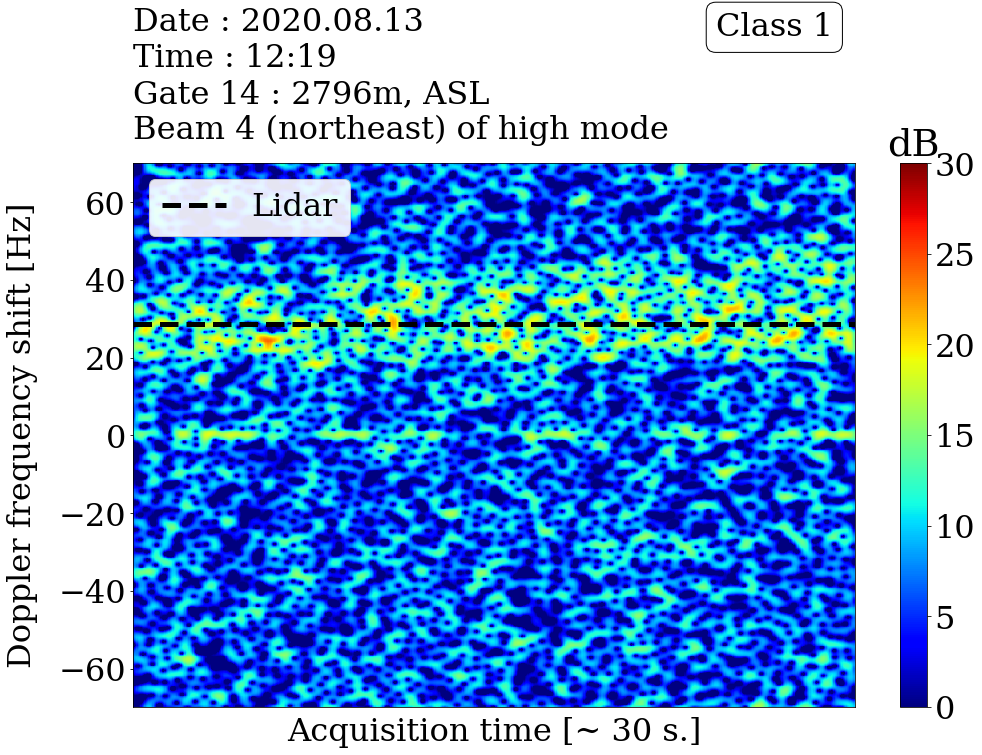 Date : 2020.08.13
Time : 12:19
Gate 14 : 2796m, ASL
Beam 4 (northeast) of high mode
Class 1
dB
Lidar
Doppler frequency shift [Hz]
60
40
20
0
−20
−40
−60
Acquisition time [~ 30 s.]
30
25
20
15
10
5
0